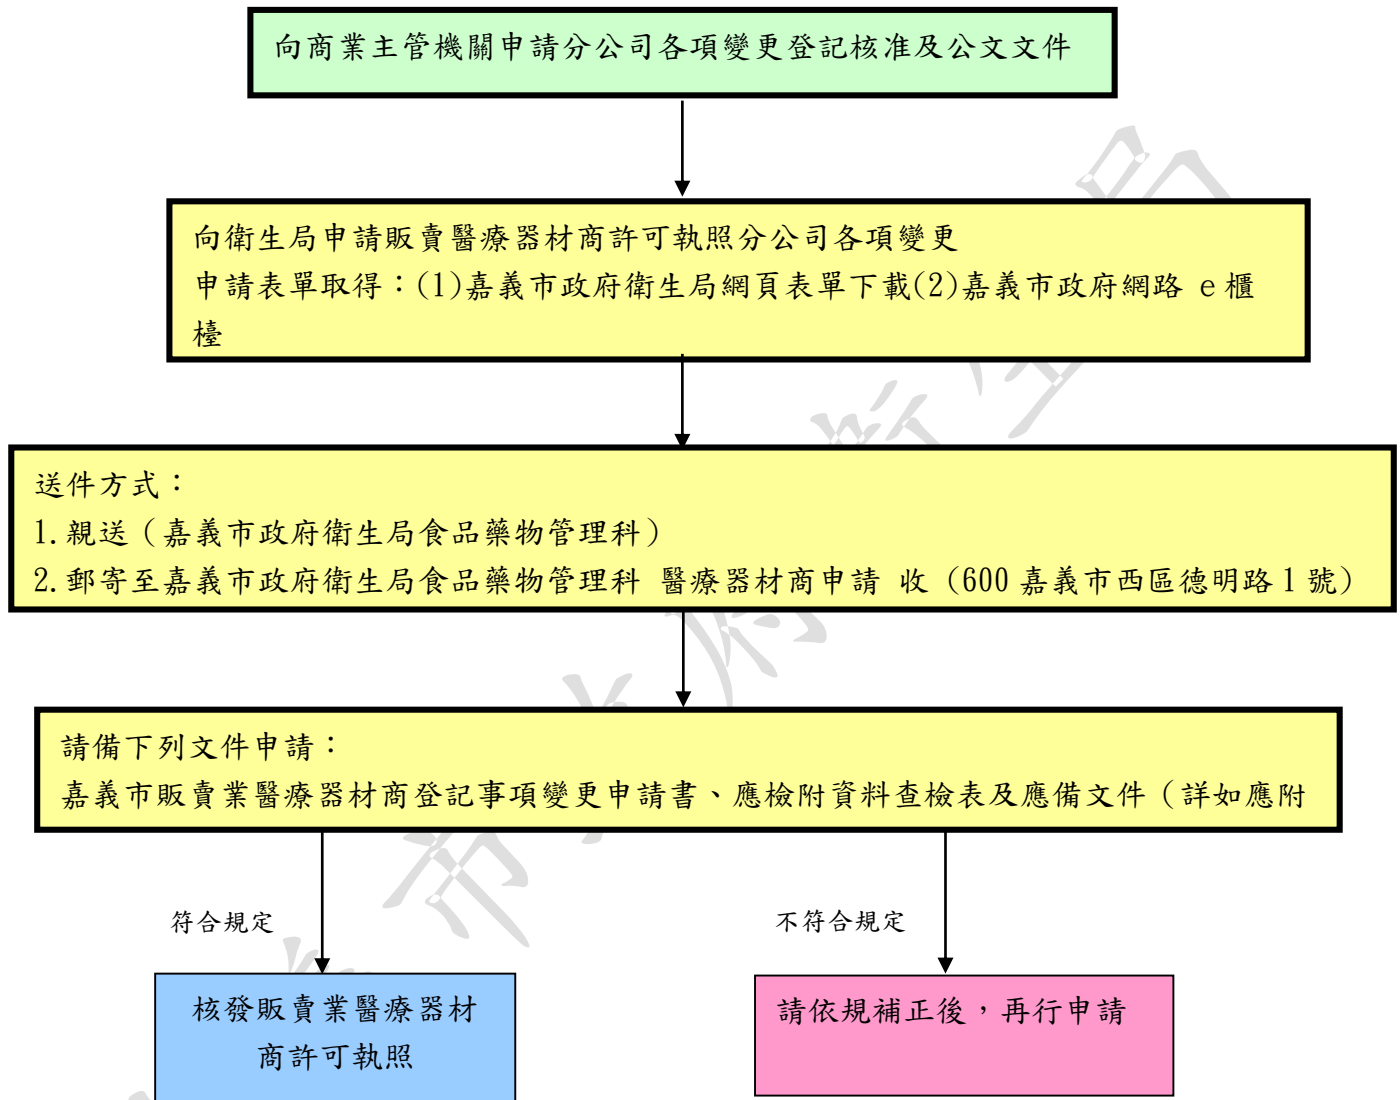 向商業主管機關申請分公司各項變更登記核准及公文文件
向衛生局申請販賣醫療器材商許可執照分公司各項變更
申請表單取得：(1)嘉義市政府衛生局網頁表單下載(2)嘉義市政府網路 e 櫃
檯
送件方式：
1.親送（嘉義市政府衛生局食品藥物管理科）
2.郵寄至嘉義市政府衛生局食品藥物管理科 醫療器材商申請 收 (600 嘉義市西區德明路 1 號)
請備下列文件申請：
嘉義市販賣業醫療器材商登記事項變更申請書、應檢附資料查檢表及應備文件（詳如應附
符合規定
不符合規定
核發販賣業醫療器材
商許可執照
請依規補正後，再行申請